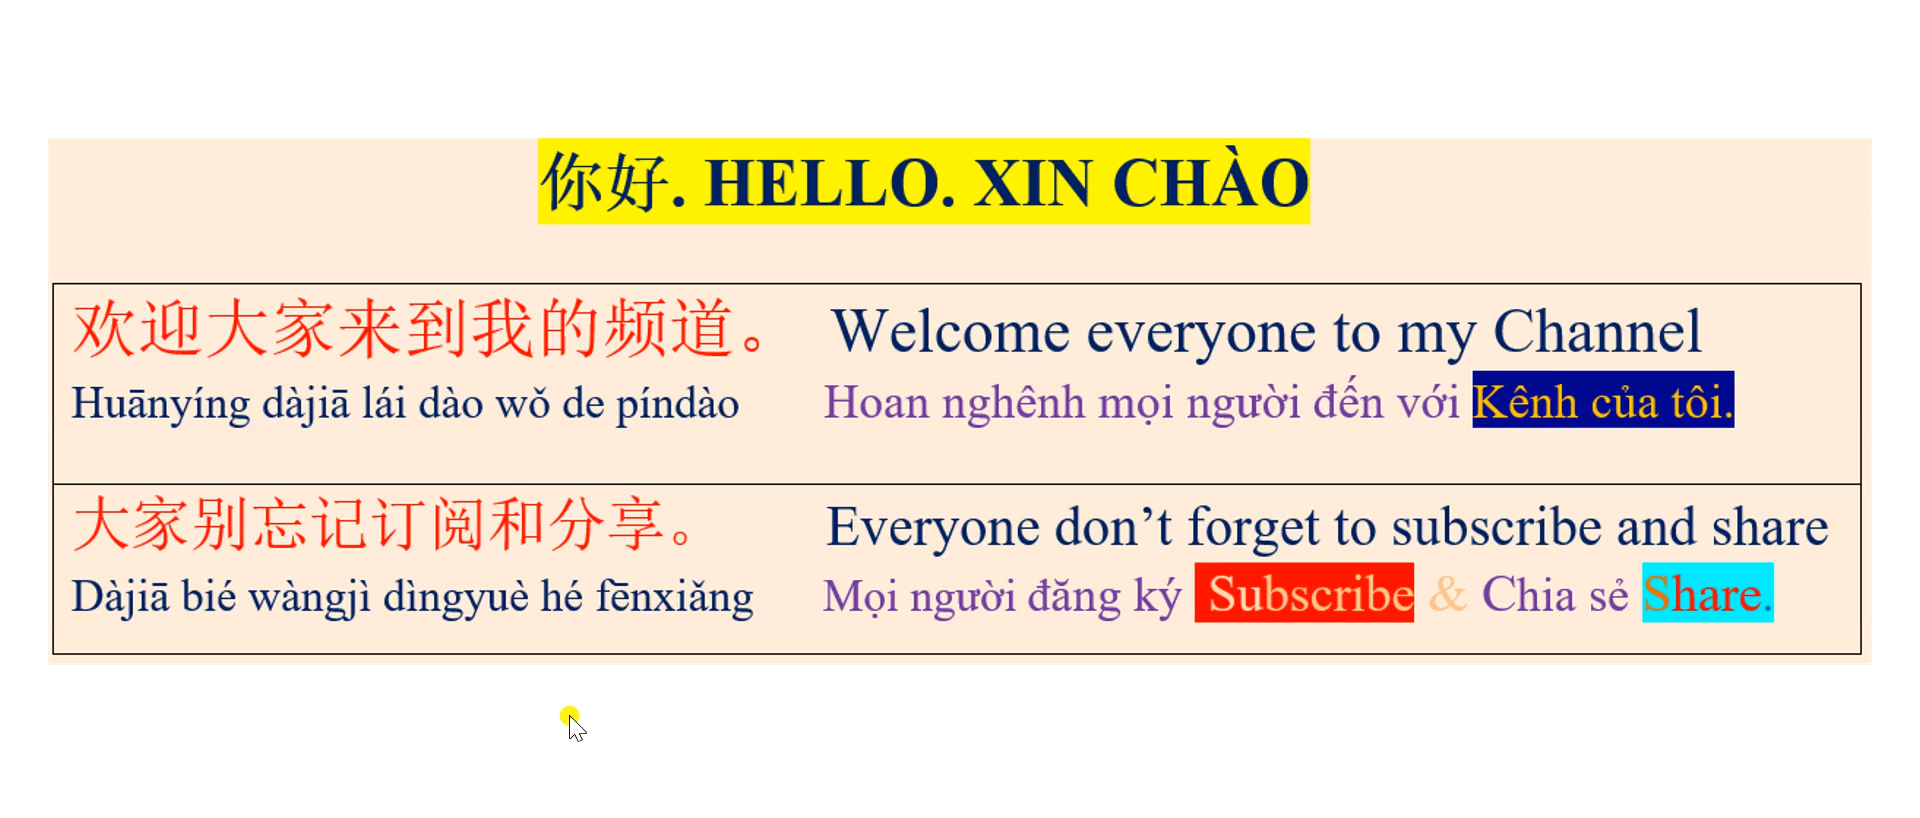 你好. HELLO. XIN CHÀO
欢迎大家来到我的频道。 Welcome everyone to my Channel
Huānyíng dàjiā lái dào wǒ de píndào Hoan nghênh mọi người đến với Kênh của tôi.
大家别忘记订阅和分享。 Everyone don’t forget to subscribe and share
Dàjiā bié wàngjì dìngyuè hé fēnxiǎng Mọi người đăng ký Subscribe & Chia sẻ Share.